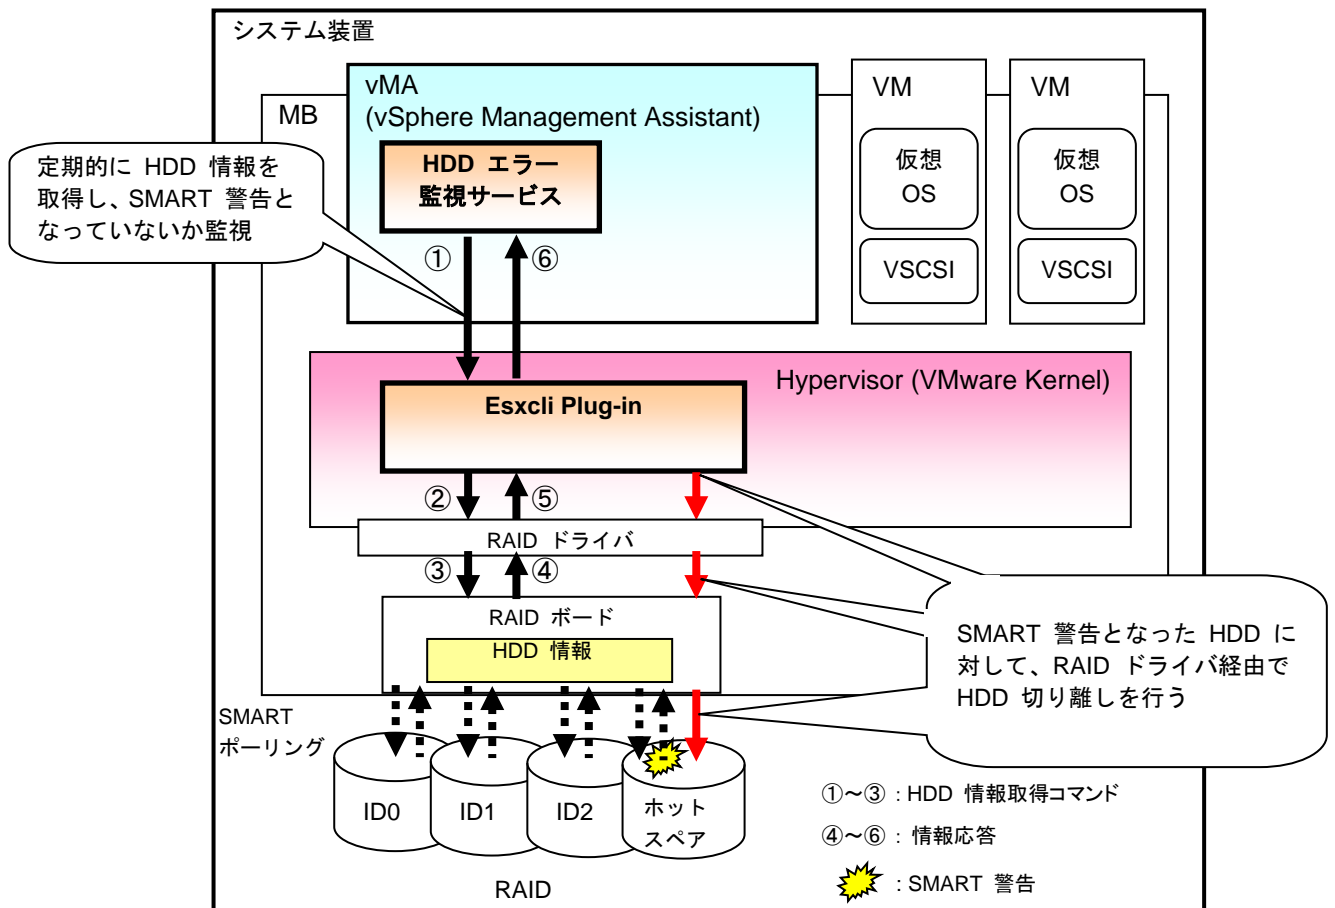 システム装置
vMA
(vSphere Management Assistant)
VM
VM
MB
HDD エラー
監視サービス
仮想
OS
仮想
OS
定期的に HDD 情報を
取得し、SMART 警告と
なっていないか監視
①
⑥
VSCSI
VSCSI
Hypervisor (VMware Kernel)
Esxcli Plug-in
②
⑤
RAID ドライバ
③
④
RAID ボード
HDD 情報
SMART 警告となった HDD に
対して、RAID ドライバ経由で
HDD 切り離しを行う
SMART
ポーリング
ID0
ID1
ID2
ホット
スペア
①～③ : HDD 情報取得コマンド
④～⑥ : 情報応答
: SMART 警告
RAID